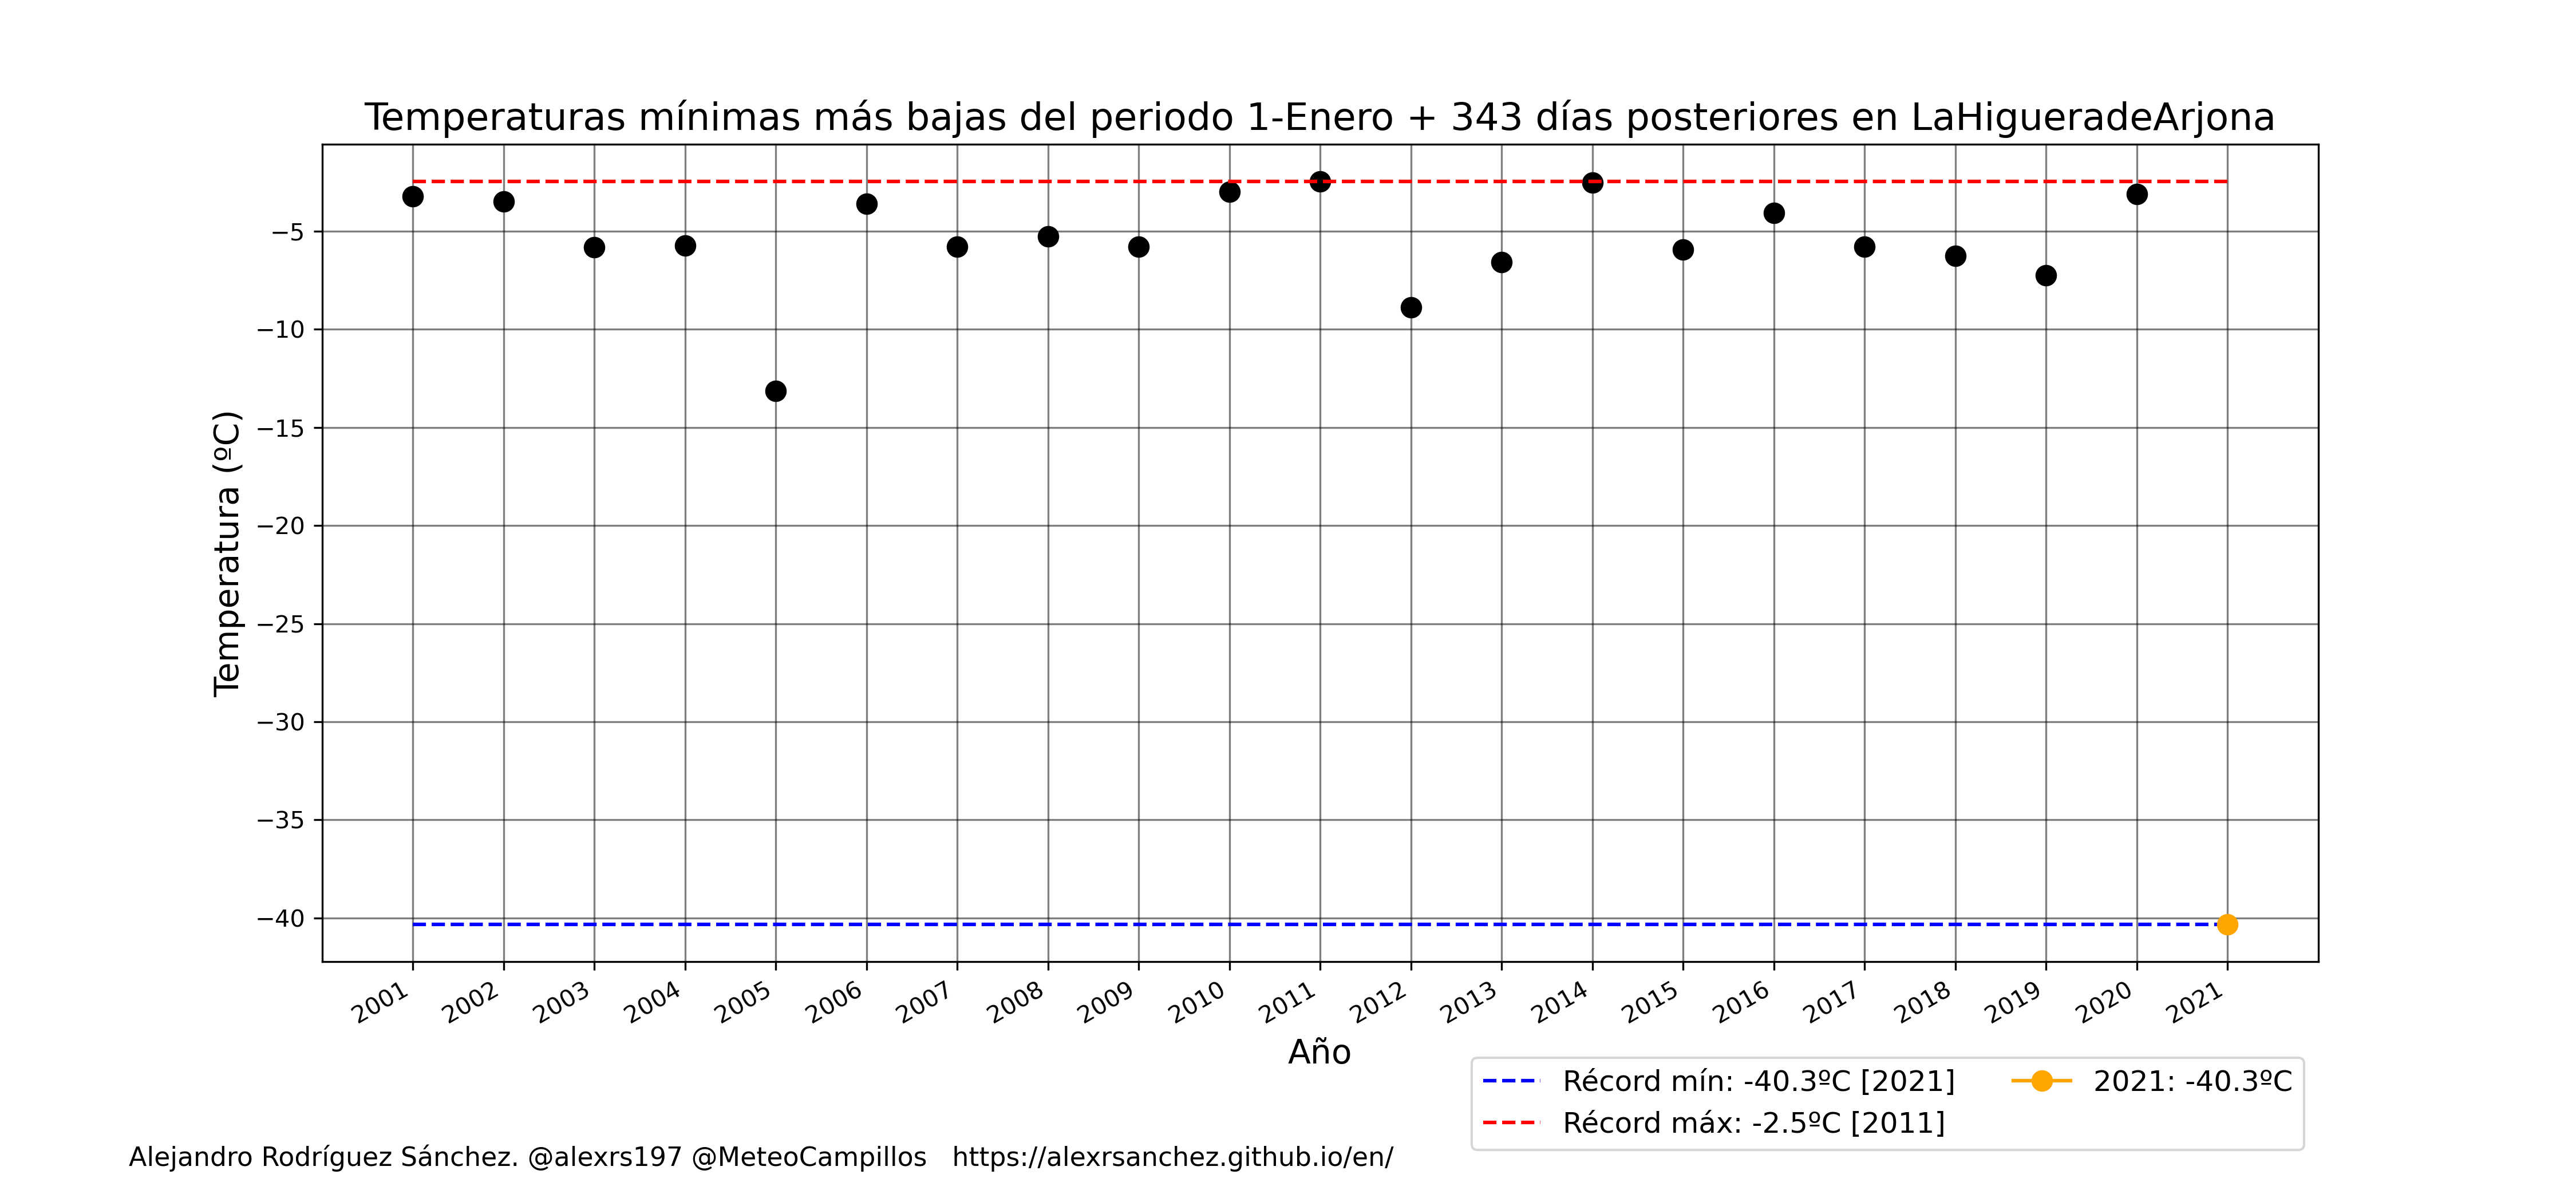 Temperaturas mínimas más bajas del periodo 1-Enero + 343 días posteriores en LaHigueradeArjona
Temperatura (ºC)
−5
−10
−15
−20
−25
−30
−35
−40
2001 2002 2003 2004 2005 2006 2007 2008 2009 2010 2011 2012 2013 2014 2015 2016 2017 2018 2019 2020 2021
Año
Récord mín: -40.3ºC [2021]
Récord máx: -2.5ºC [2011]
2021: -40.3ºC
Alejandro Rodríguez Sánchez. @alexrs197 @MeteoCampillos https://alexrsanchez.github.io/en/